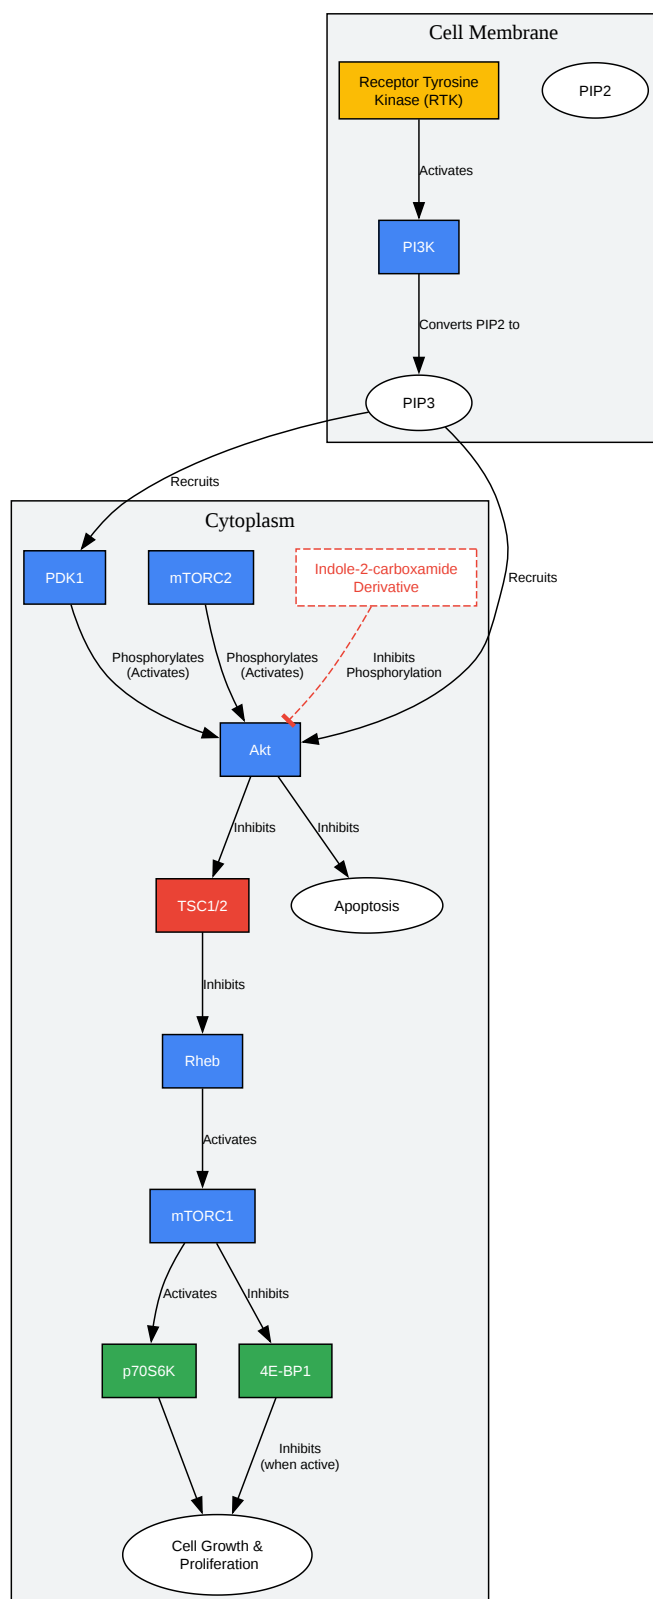 Cell Membrane
Receptor Tyrosine
Kinase (RTK)
PIP2
Activates
PI3K
Converts PIP2 to
PIP3
Recruits
Cytoplasm
PDK1
mTORC2
Indole-2-carboxamide
Derivative
Recruits
Phosphorylates
(Activates)
Phosphorylates
(Activates)
Inhibits
Phosphorylation
Akt
Inhibits
Inhibits
TSC1/2
Apoptosis
Inhibits
Rheb
Activates
mTORC1
Activates
Inhibits
p70S6K
4E-BP1
Inhibits
(when active)
Cell Growth &
Proliferation